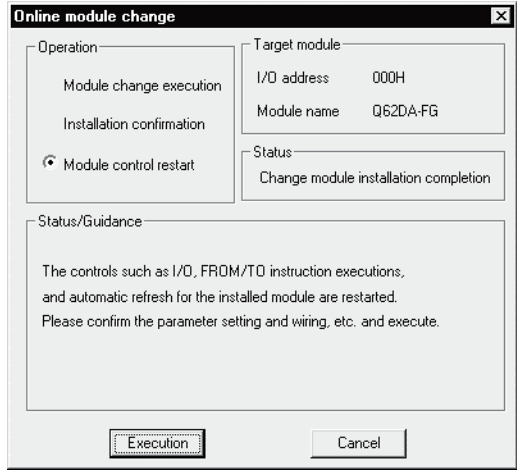 Online module change
Operation
Module change execution
Installation confirmation
Module control restart
Target module
I/O address 000H
Module name Q62DA-FG
Status
Change module installation completion
Status/Guidance
The controls such as I/O, FROM/TO instruction executions,
and automatic refresh for the installed module are restarted.
Please confirm the parameter setting and wiring, etc. and execute.
Execution Cancel